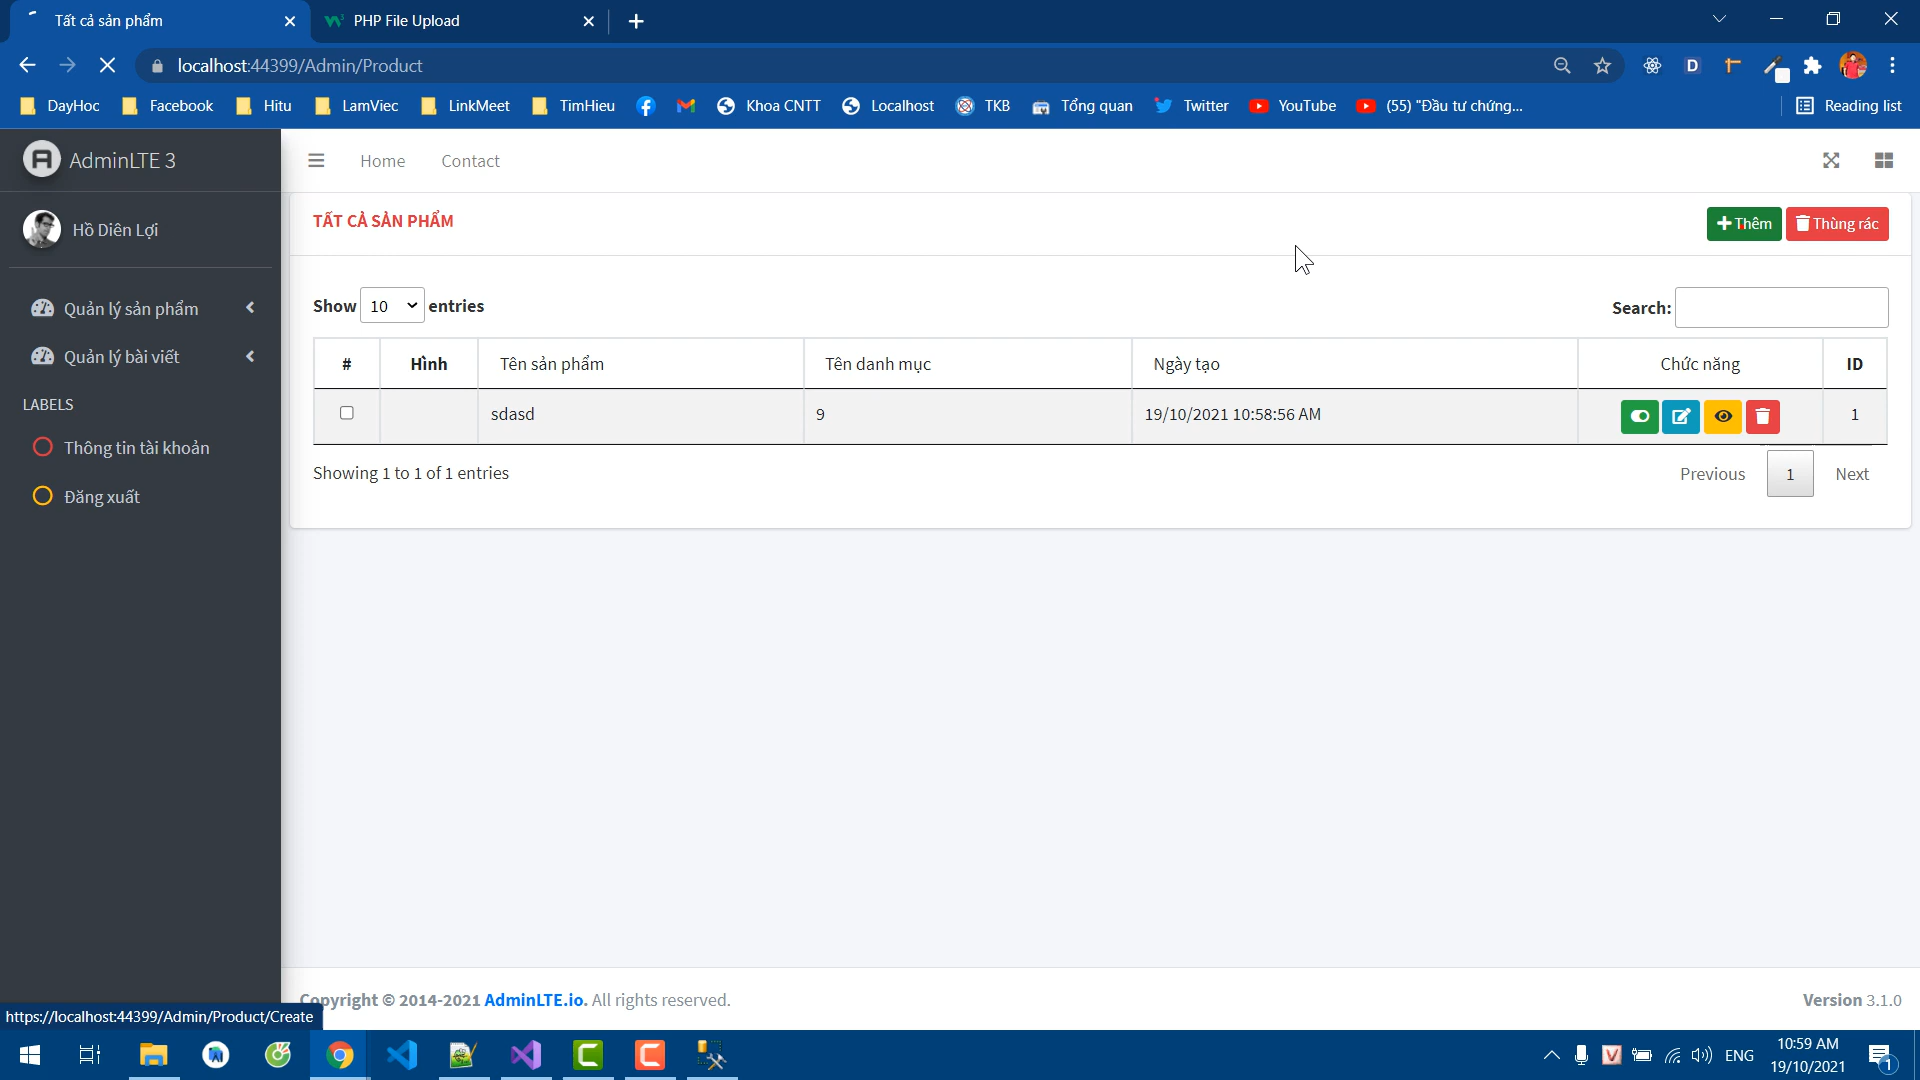 Tất cả sản phẩm
PHP File Upload
localhost:44399/Admin/Product
DayHoc Facebook Hitu LamViec LinkMeet TimHieu Khoa CNTT Localhost TKB Tổng quan Twitter YouTube (55) "Đầu tư chứng... Reading list
AdminLTE 3
Home Contact
Hồ Diên Lợi
TẤT CẢ SẢN PHẨM
Thêm Thùng rác
Quản lý sản phẩm
Quản lý bài viết
LABELS
Thông tin tài khoản
Đăng xuất
Show 10 entries
Search:
# Hình Tên sản phẩm Tên danh mục Ngày tạo Chức năng ID
sdasd 9 19/10/2021 10:58:56 AM 1
Showing 1 to 1 of 1 entries
Previous 1 Next
Copyright © 2014-2021 AdminLTE.io. All rights reserved.
Version 3.1.0
https://localhost:44399/Admin/Product/Create
ENG
10:59 AM
19/10/2021
1